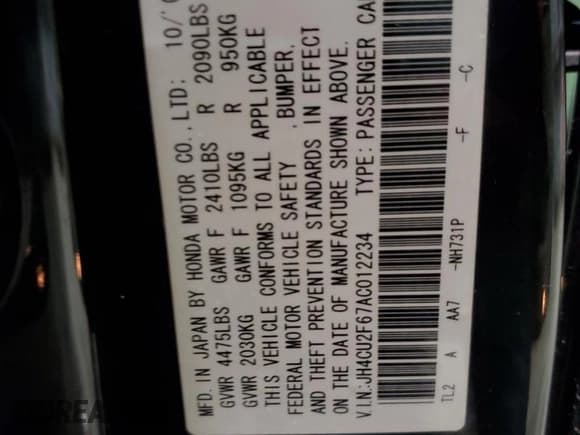 MFD. IN JAPAN BY HONDA MOTOR CO., LTD: 10/
GVWR 4475LBS GAWR F 2410LBS R 2090LBS
GVWR 2030KG GAWR F 1095KG R 950KG
THIS VEHICLE CONFORMS TO ALL APPLICABLE
FEDERAL MOTOR VEHICLE SAFETY , BUMPER,
AND THEFT PREVENTION STANDARDS IN EFFECT
ON THE DATE OF MANUFACTURE SHOWN ABOVE.
V.I.N.:JH4CU2F67AC012234 TYPE: PASSENGER CA
TL2 A AA7 -NH731P -F -C